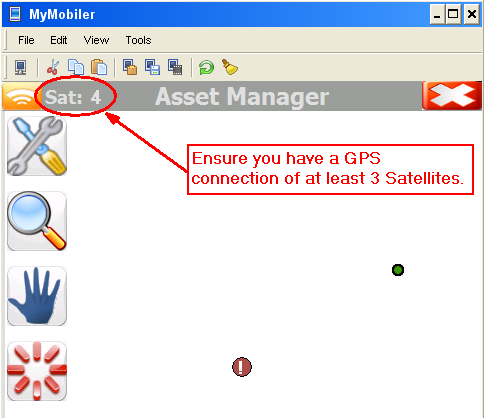 MyMobiler
File Edit View Tools
Sat: 4 Asset Manager
Ensure you have a GPS
connection of at least 3 Satellites.
!